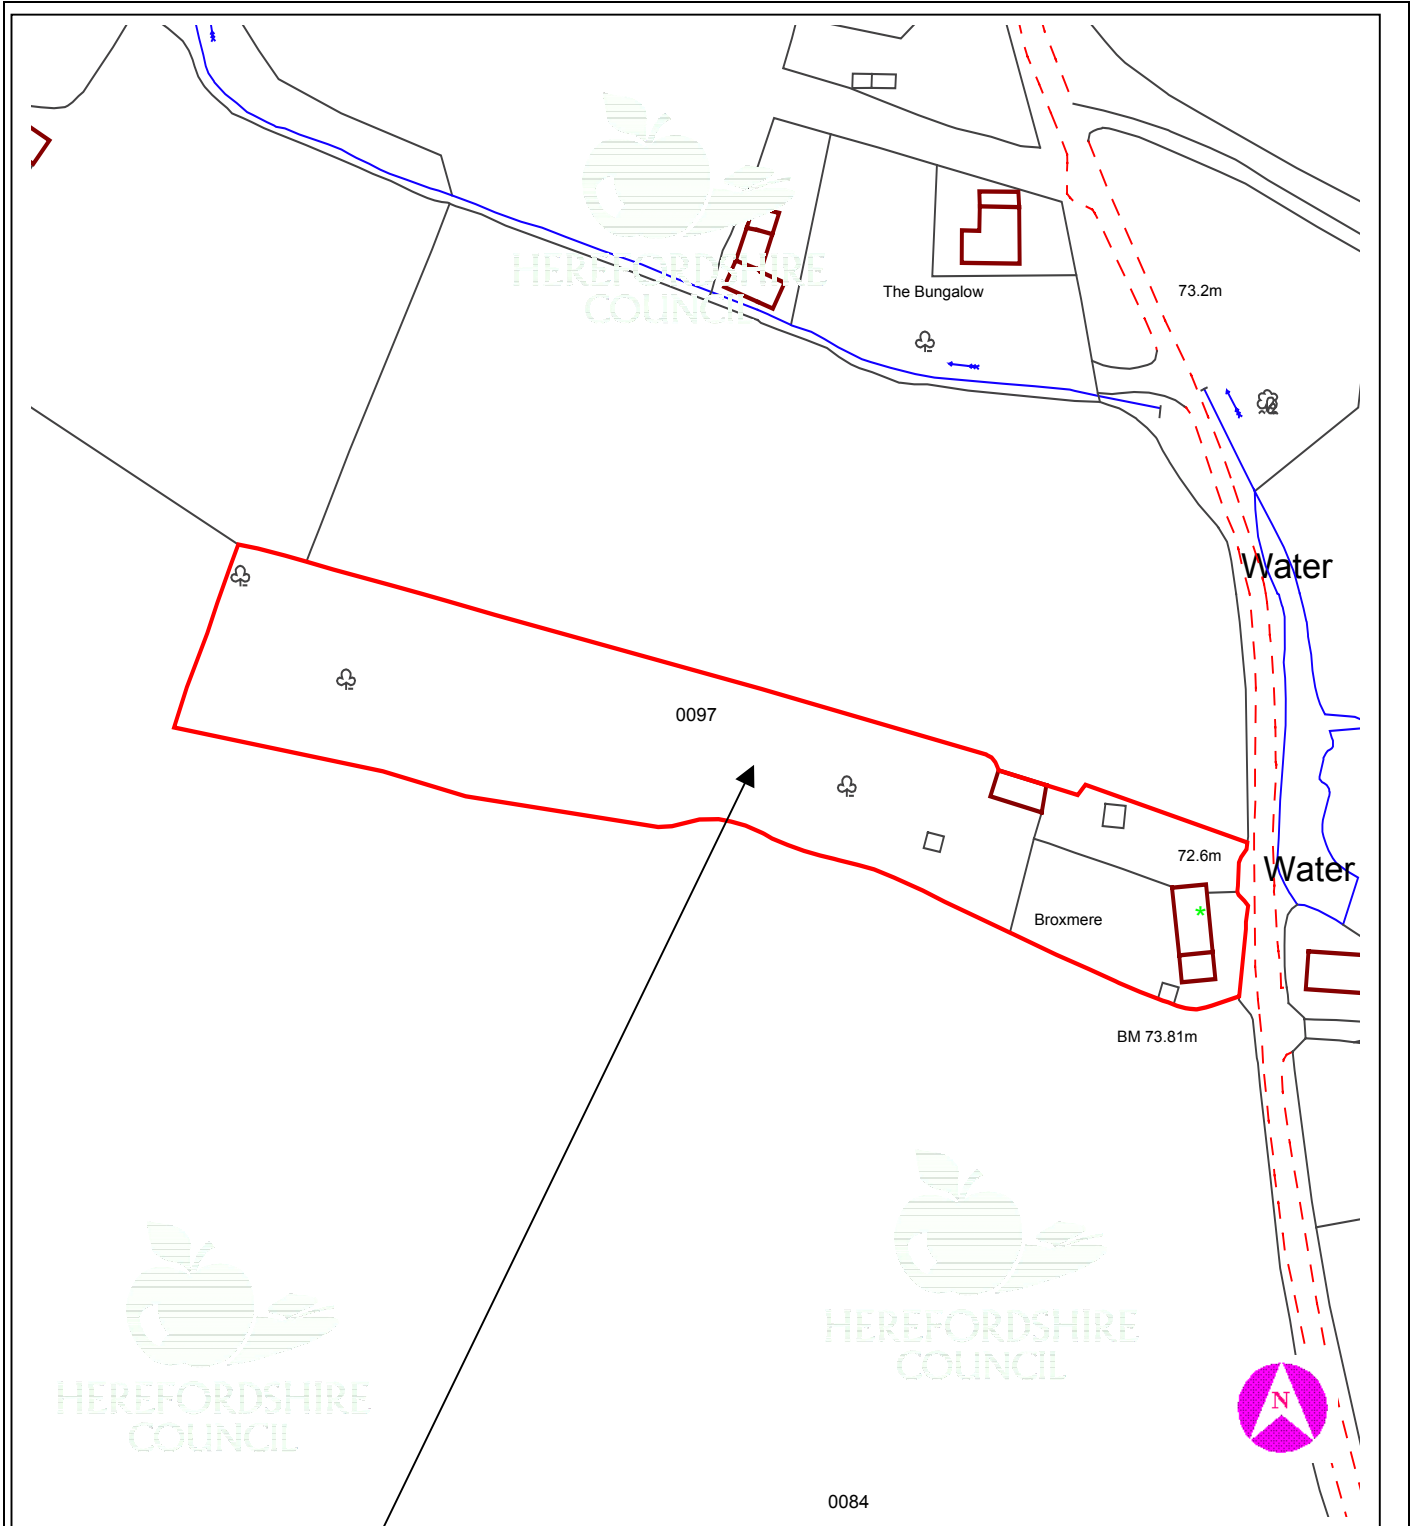 HEREFORDSHIRE
COUNCIL
The Bungalow
73.2m
Water
0097
72.6m
Water
Broxmere
BM 73.81m
HEREFORDSHIRE
COUNCIL
HEREFORDSHIRE
COUNCIL
N
0084